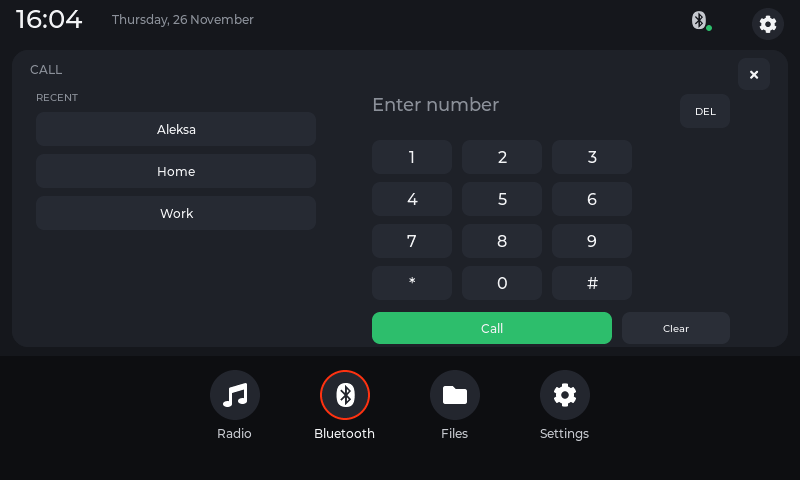 16:04
Thursday, 26 November
CALL
RECENT
Aleksa
Home
Work
Enter number
DEL
1 2 3
4 5 6
7 8 9
* 0 #
Call
Clear
Radio
Bluetooth
Files
Settings